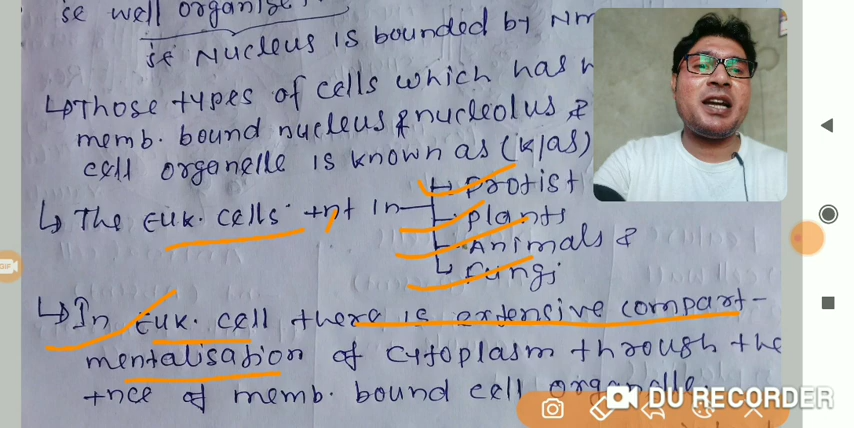 se well organise
se Nucleus is bounded by Nm
↳ Those types of cells which has
memb. bound nucleus & nucleolus &
cell organelle is known as (k/as)
↳ The Euk. cells +nt In
Protist
Plants
Animals &
Fungi
↳ In Euk. cell there is extensive compart-
mentalisation of cytoplasm through the
+nce of memb. bound cell organelle.
DU RECORDER
GIF